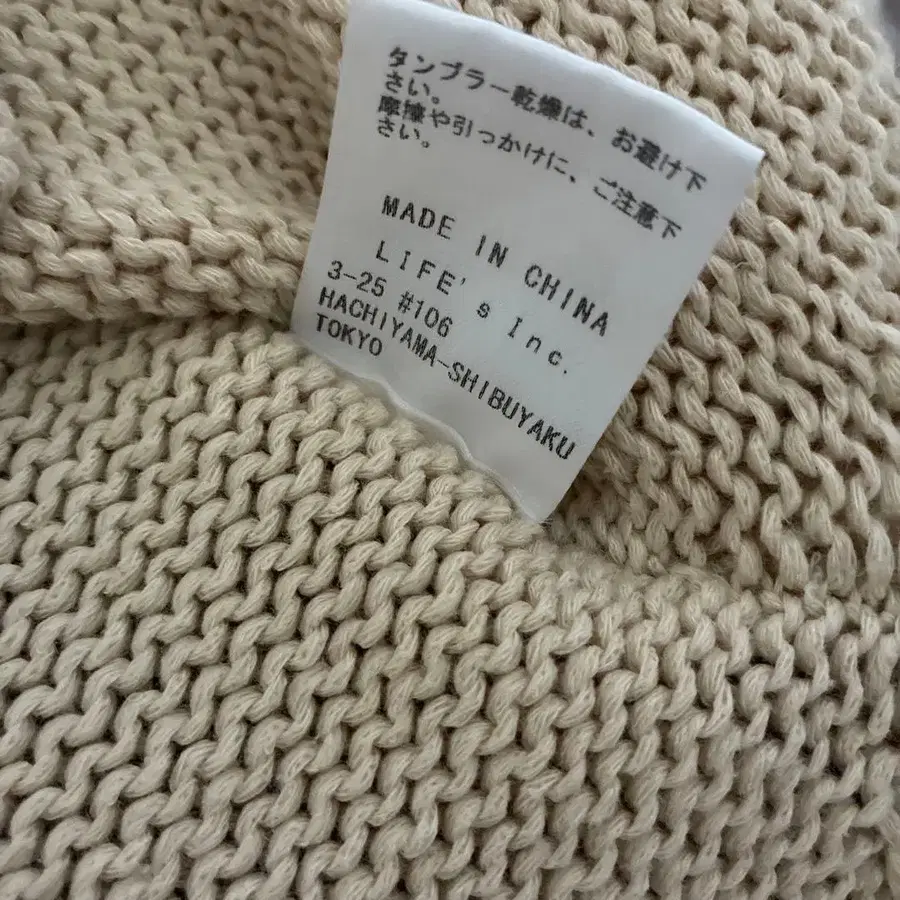 タンブラー乾燥は、お避け下
さい。
摩擦や引っかけに、ご注意下
さい。
MADE IN CHINA
LIFE's Inc.
3-25 #106
HACHIYAMA-SHIBUYAKU
TOKYO